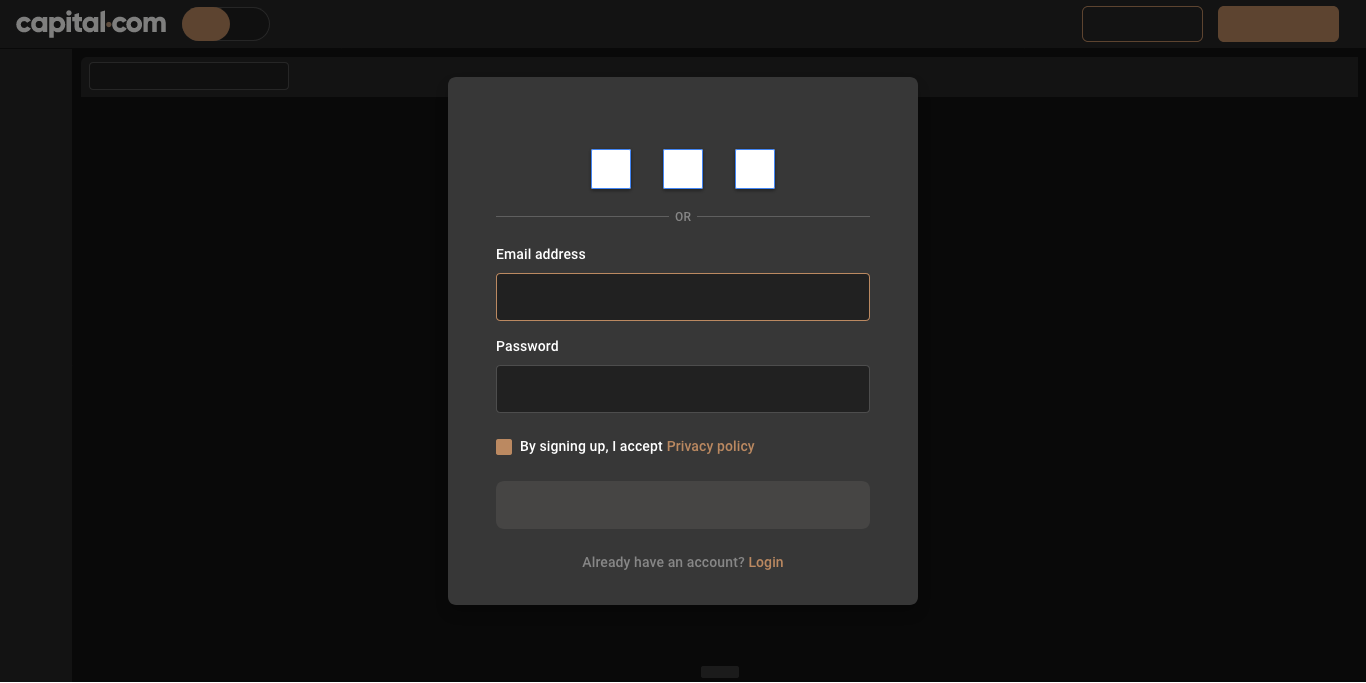 capital.com
OR
Email address
Password
By signing up, I accept Privacy policy
Already have an account? Login